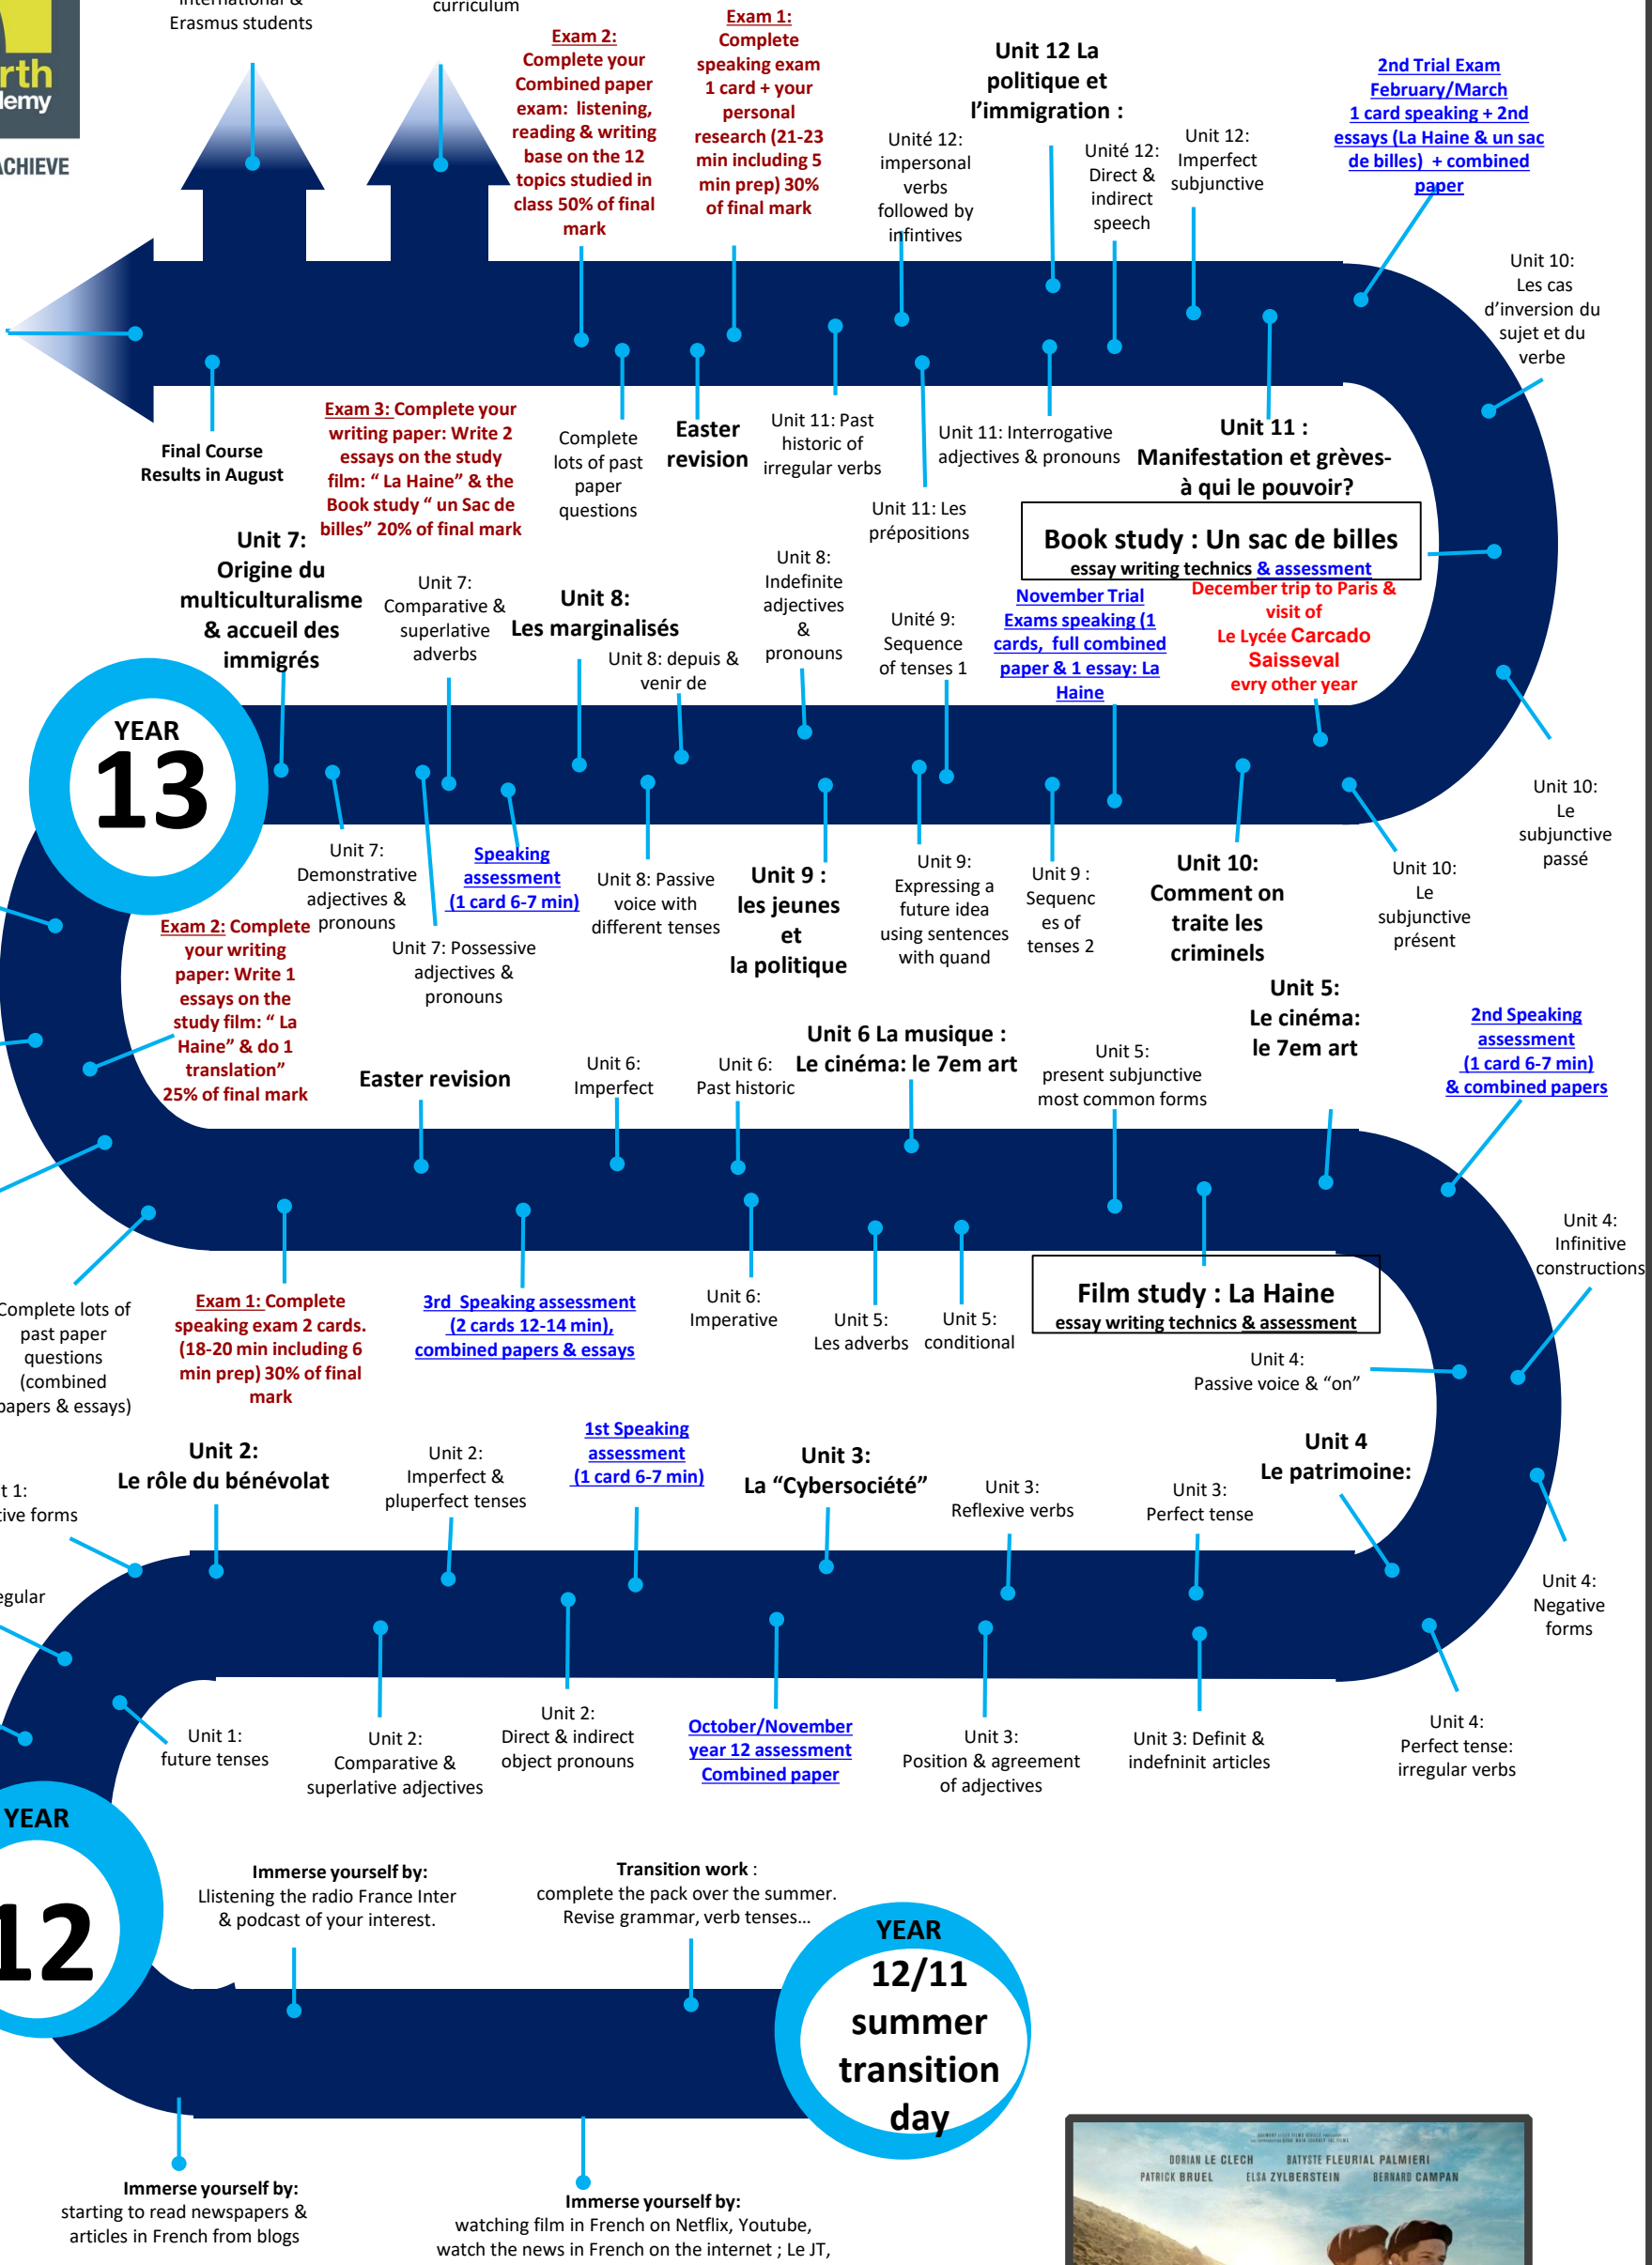 International &
Erasmus students
curriculum
rth
demy
ACHIEVE
Exam 2:
Complete your
Combined paper
exam: listening,
reading & writing
base on the 12
topics studied in
class 50% of final
mark
Exam 1:
Complete
speaking exam
1 card + your
personal
research (21-23
min including 5
min prep) 30%
of final mark
Unit 12 La
politique et
l'immigration :
Unité 12:
impersonal
verbs
followed by
infintives
Unité 12:
Direct &
indirect
speech
Unit 12:
Imperfect
subjunctive
2nd Trial Exam
February/March
1 card speaking + 2nd
essays (La Haine & un sac
de billes) + combined
paper
Unit 10:
Les cas
d'inversion du
sujet et du
verbe
Final Course
Results in August
Exam 3: Complete your
writing paper: Write 2
essays on the study
film: “ La Haine” & the
Book study “ un Sac de
billes” 20% of final mark
Complete
lots of past
paper
questions
Easter
revision
Unit 11: Past
historic of
irregular verbs
Unit 11: Les
prépositions
Unit 11: Interrogative
adjectives & pronouns
Unit 11 :
Manifestation et grèves-
à qui le pouvoir?
Book study : Un sac de billes
essay writing technics & assessment
Unit 7:
Origine du
multiculturalisme
& accueil des
immigrés
Unit 7:
Comparative &
superlative
adverbs
Unit 8:
Les marginalisés
Unit 8: depuis &
venir de
Unit 8:
Indefinite
adjectives
&
pronouns
Unité 9:
Sequence
of tenses 1
November Trial
Exams speaking (1
cards, full combined
paper & 1 essay: La
Haine
December trip to Paris &
visit of
Le Lycée Carcado
Saisseval
evry other year
YEAR
13
Unit 7:
Demonstrative
adjectives &
pronouns
Unit 7: Possessive
adjectives &
pronouns
Speaking
assessment
(1 card 6-7 min)
Unit 8: Passive
voice with
different tenses
Unit 9 :
les jeunes
et
la politique
Unit 9:
Expressing a
future idea
using sentences
with quand
Unit 9 :
Sequenc
es of
tenses 2
Unit 10:
Comment on
traite les
criminels
Unit 10:
Le
subjunctive
présent
Unit 10:
Le
subjunctive
passé
Exam 2: Complete
your writing
paper: Write 1
essays on the
study film: “ La
Haine” & do 1
translation”
25% of final mark
Easter revision
Unit 6:
Imperfect
Unit 6:
Past historic
Unit 6 La musique :
Le cinéma: le 7em art
Unit 5:
present subjunctive
most common forms
Unit 5:
Le cinéma:
le 7em art
2nd Speaking
assessment
(1 card 6-7 min)
& combined papers
Unit 4:
Infinitive
constructions
Complete lots of
past paper
questions
(combined
papers & essays)
Exam 1: Complete
speaking exam 2 cards.
(18-20 min including 6
min prep) 30% of final
mark
3rd Speaking assessment
(2 cards 12-14 min),
combined papers & essays
Unit 6:
Imperative
Unit 5:
Les adverbs
Unit 5:
conditional
Film study : La Haine
essay writing technics & assessment
Unit 4:
Passive voice & “on”
t 1:
tive forms
Unit 2:
Le rôle du bénévolat
Unit 2:
Imperfect &
pluperfect tenses
1st Speaking
assessment
(1 card 6-7 min)
Unit 3:
La “Cybersociété”
Unit 3:
Reflexive verbs
Unit 3:
Perfect tense
Unit 4
Le patrimoine:
Unit 4:
Negative
forms
egular
Unit 1:
future tenses
Unit 2:
Comparative &
superlative adjectives
Unit 2:
Direct & indirect
object pronouns
October/November
year 12 assessment
Combined paper
Unit 3:
Position & agreement
of adjectives
Unit 3: Definit &
indefninit articles
Unit 4:
Perfect tense:
irregular verbs
YEAR
12
Immerse yourself by:
Llistening the radio France Inter
& podcast of your interest.
Transition work :
complete the pack over the summer.
Revise grammar, verb tenses…
YEAR
12/11
summer
transition
day
Immerse yourself by:
starting to read newspapers &
articles in French from blogs
Immerse yourself by:
watching film in French on Netflix, Youtube,
watch the news in French on the internet ; Le JT,
DORIAN LE CLECH BATYSTE FLEURIAL PALMIERI
PATRICK BRUEL ELSA ZYLBERSTEIN BERNARD CAMPAN